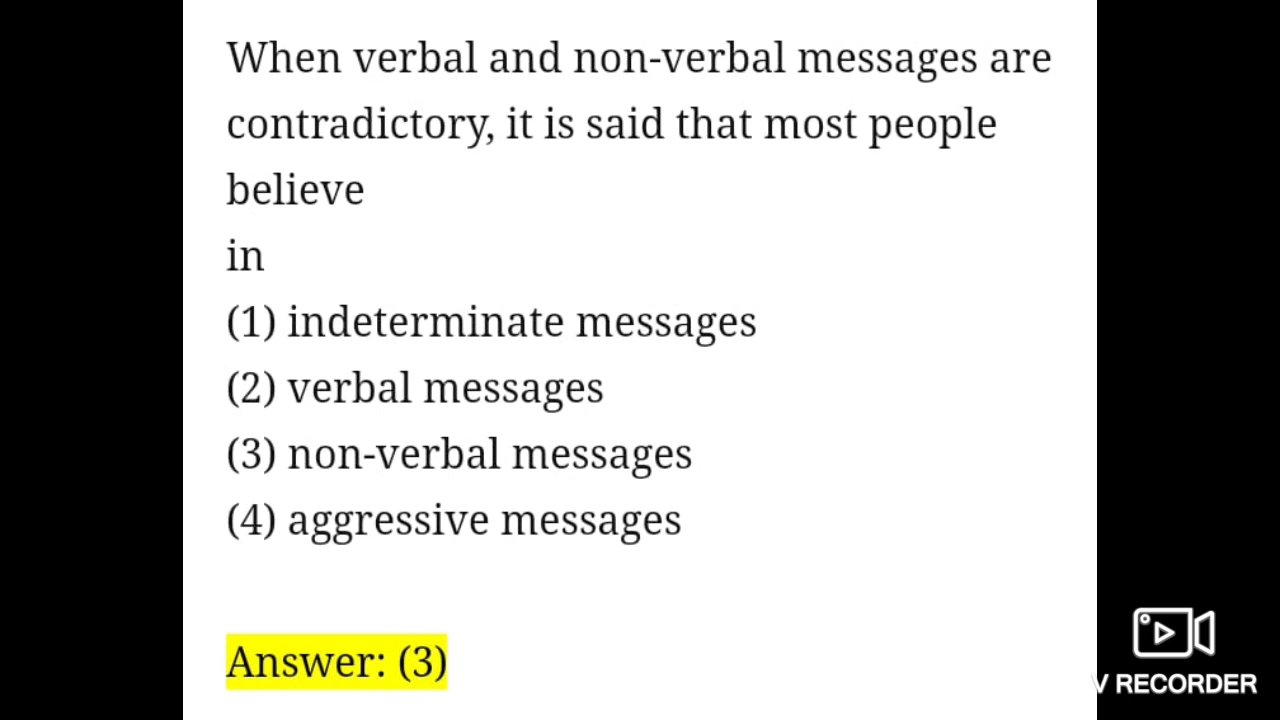 When verbal and non-verbal messages are
contradictory, it is said that most people
believe
in
(1) indeterminate messages
(2) verbal messages
(3) non-verbal messages
(4) aggressive messages
Answer: (3)
V RECORDER